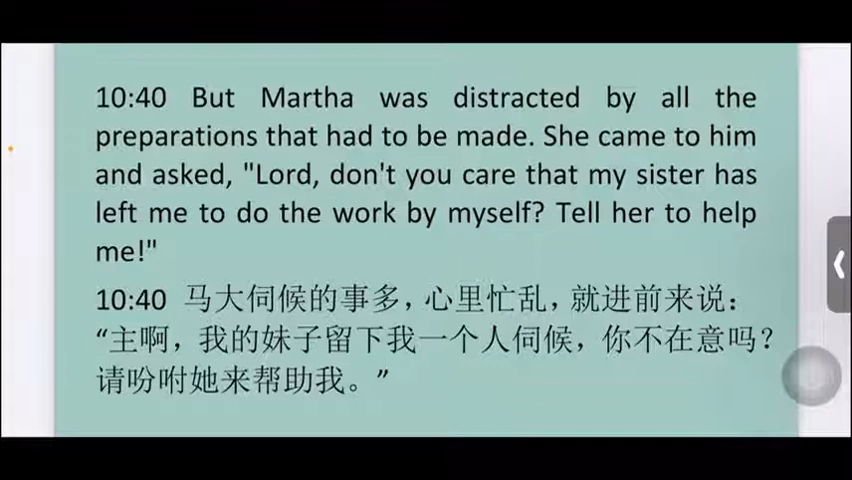 10:40 But Martha was distracted by all the
preparations that had to be made. She came to him
and asked, "Lord, don't you care that my sister has
left me to do the work by myself? Tell her to help
me!"
10:40 马大伺候的事多，心里忙乱，就进前来说：
“主啊，我的妹子留下我一个人伺候，你不在意吗？
请吩咐她来帮助我。”